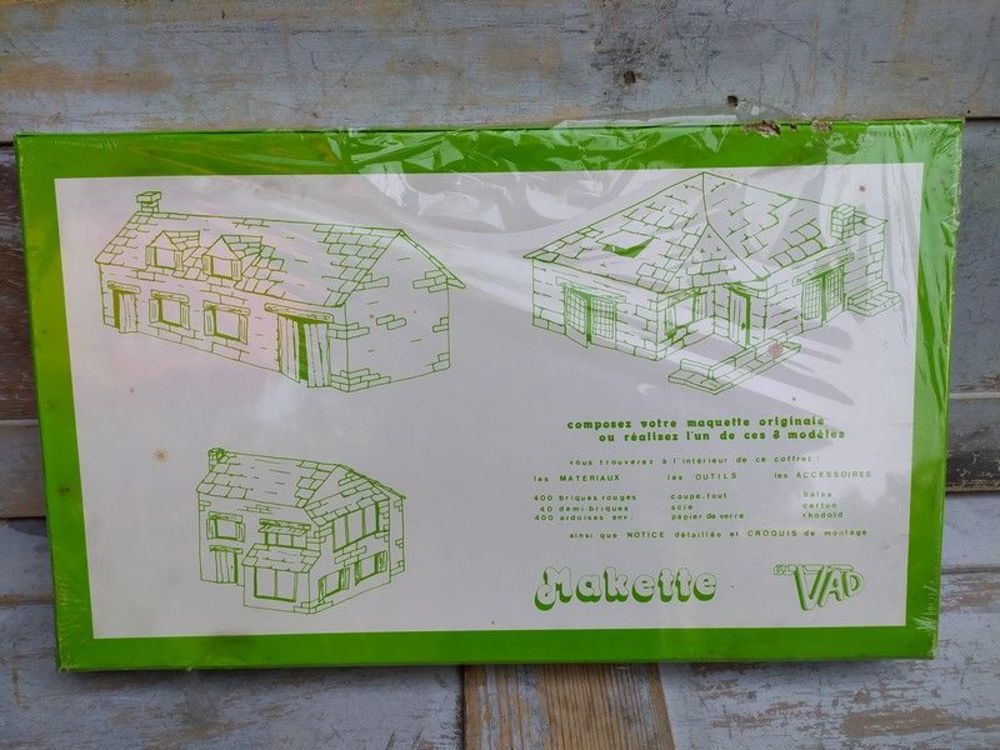 composez votre maquette originale
ou réalisez l'un de ces 3 modèles
vous trouverez à l'intérieur de ce coffret :
les MATERIAUX les OUTILS les ACCESSOIRES
400 briques rouges coupe.tout balsa
40 demi-briques scie carton
400 ardoises env. papier de verre rhodoïd
ainsi que NOTICE détaillée et CROQUIS de montage
Makette VAD